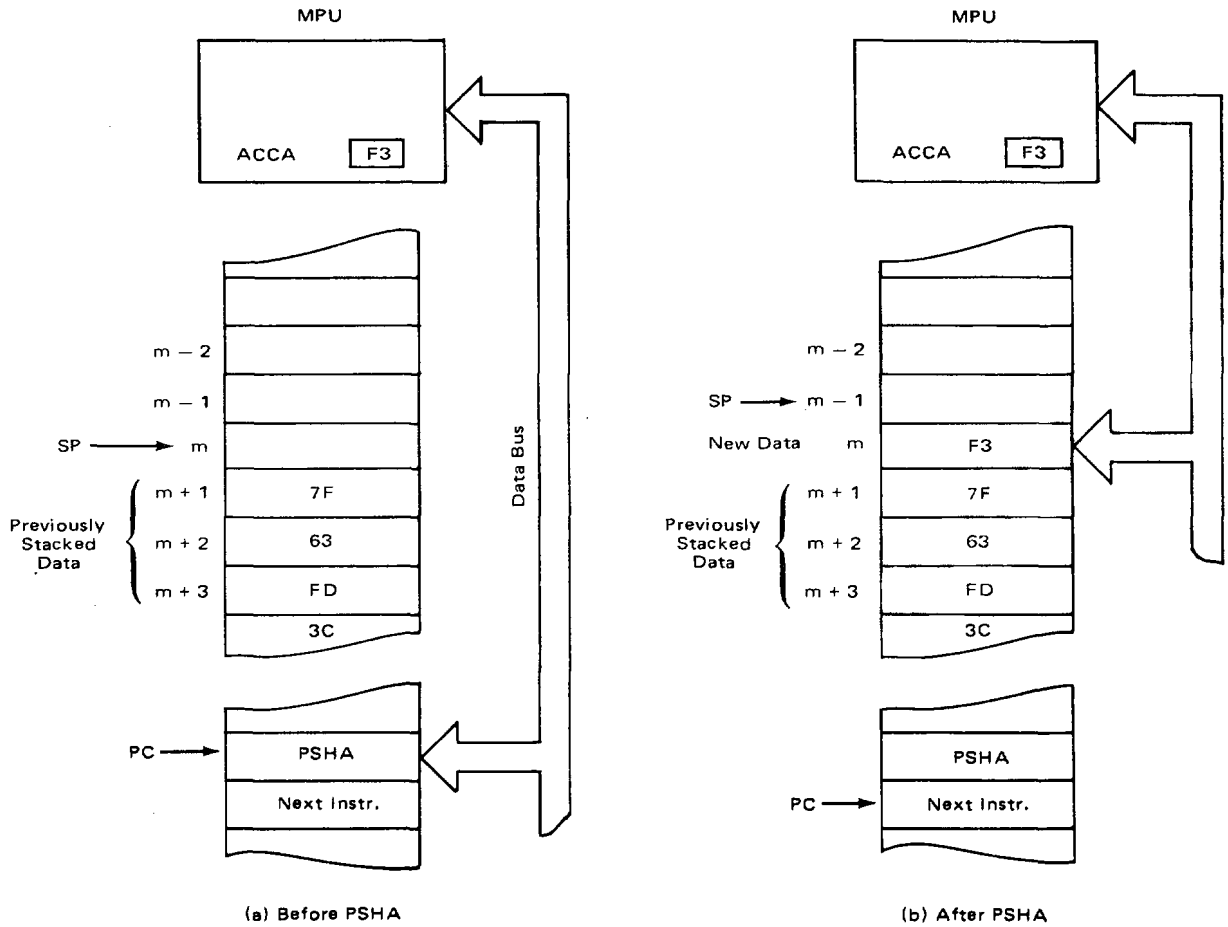 MPU
ACCA F3
m – 2
m – 1
SP m
Previously
Stacked
Data
m + 1 7F
m + 2 63
m + 3 FD
3C
Data Bus
PC PSHA
Next Instr.
(a) Before PSHA
MPU
ACCA F3
m – 2
SP m – 1
New Data m F3
Previously
Stacked
Data
m + 1 7F
m + 2 63
m + 3 FD
3C
PSHA
PC Next Instr.
(b) After PSHA